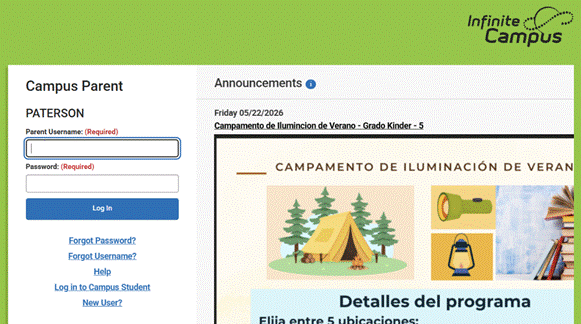 Infinite
Campus
Campus Parent
PATERSON
Parent Username: (Required)
Password: (Required)
Log In
Forgot Password?
Forgot Username?
Help
Log in to Campus Student
New User?
Announcements
Friday 05/22/2026
Campamento de Ilumincion de Verano - Grado Kinder - 5
CAMPAMENTO DE ILUMINACIÓN DE VERAN
Detalles del programa
Elija entre 5 ubicaciones: